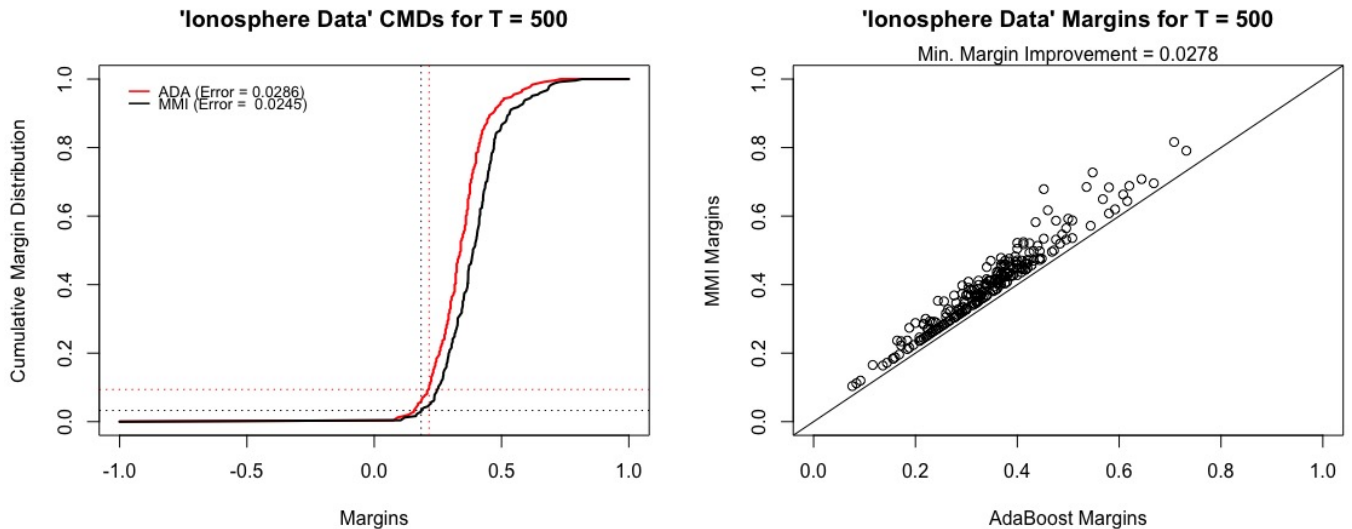 'Ionosphere Data' CMDs for T = 500
ADA (Error = 0.0286)
MMI (Error =  0.0245)
Cumulative Margin Distribution
0.0
0.2
0.4
0.6
0.8
1.0
-1.0
-0.5
0.0
0.5
1.0
Margins
'Ionosphere Data' Margins for T = 500
Min. Margin Improvement = 0.0278
MMI Margins
0.0
0.2
0.4
0.6
0.8
1.0
0.0
0.2
0.4
0.6
0.8
1.0
AdaBoost Margins